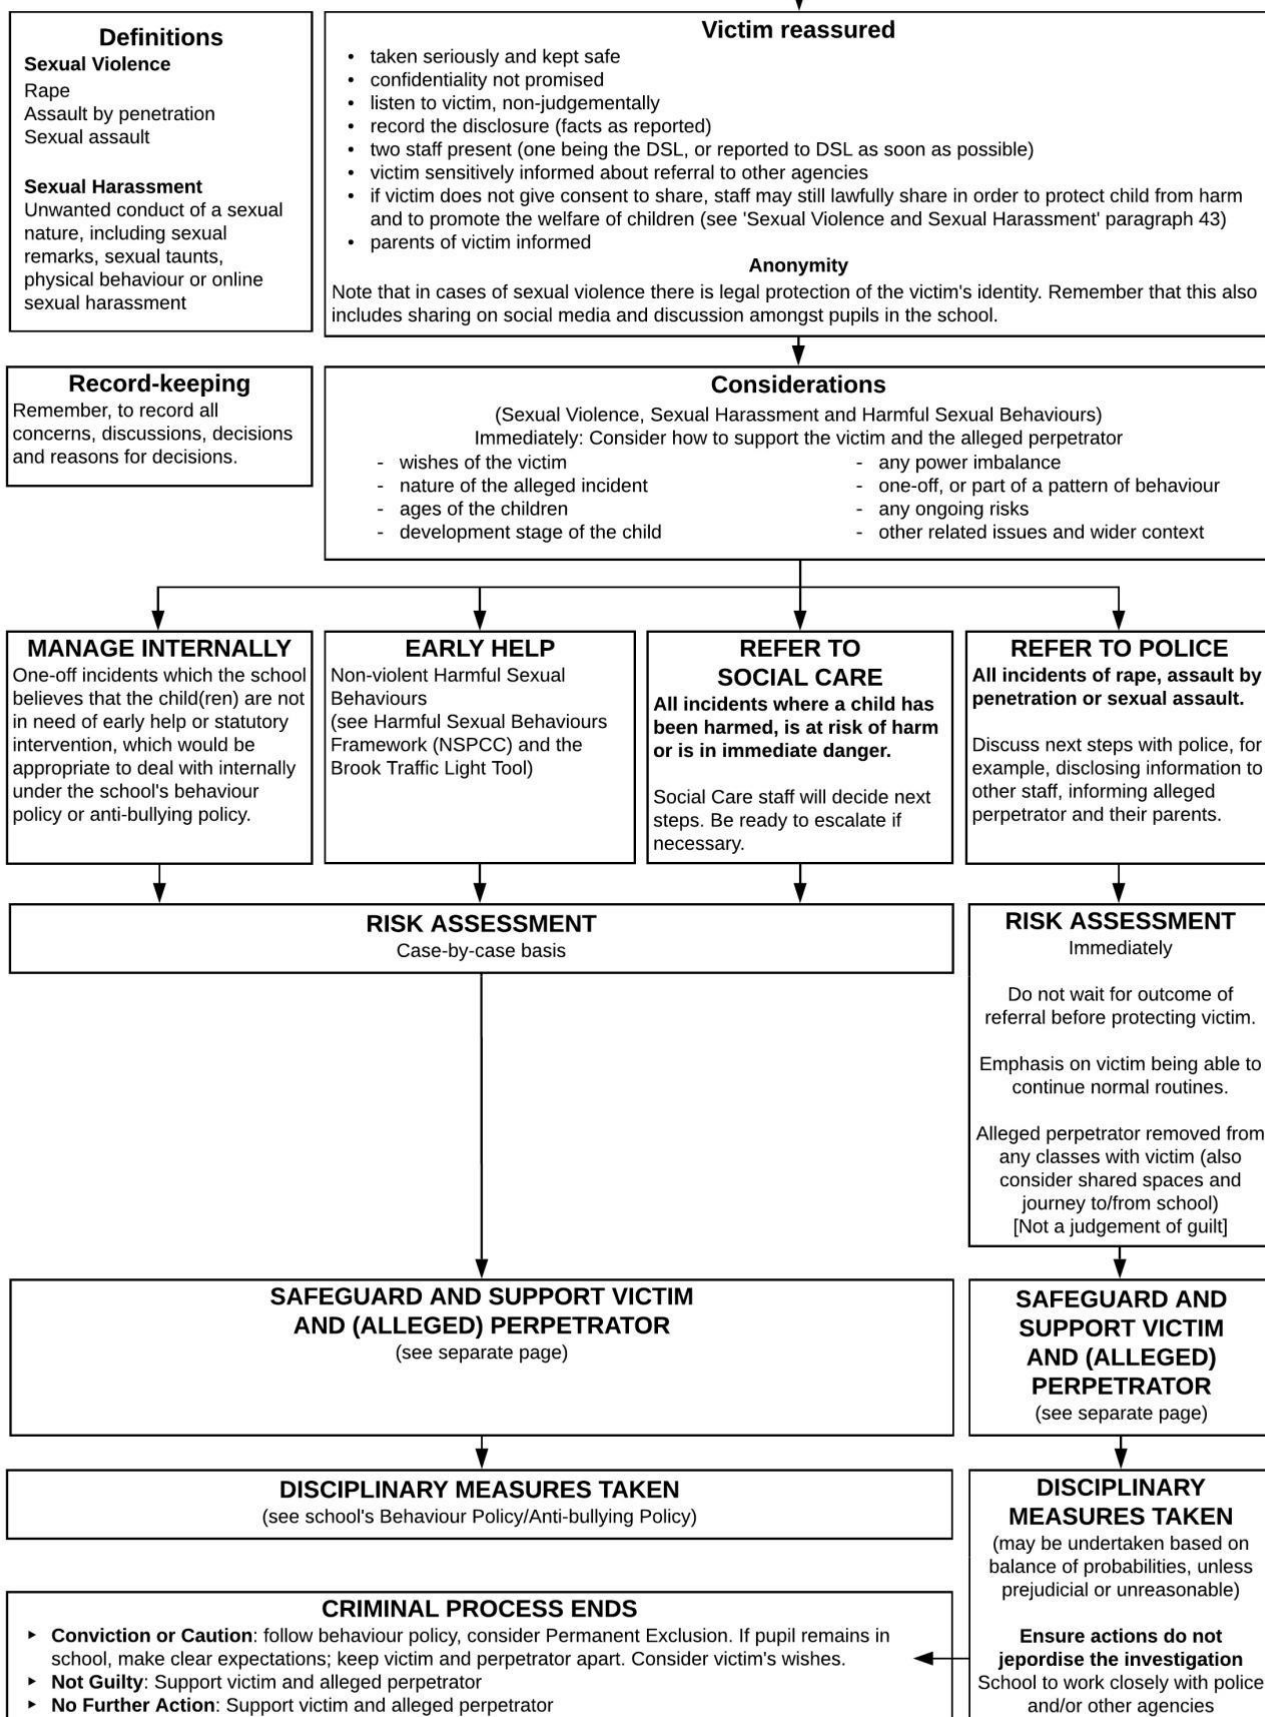 Definitions
Sexual Violence
Rape
Assault by penetration
Sexual assault
Sexual Harassment
Unwanted conduct of a sexual
nature, including sexual
remarks, sexual taunts,
physical behaviour or online
sexual harassment
Victim reassured
• taken seriously and kept safe
• confidentiality not promised
• listen to victim, non-judgementally
• record the disclosure (facts as reported)
• two staff present (one being the DSL, or reported to DSL as soon as possible)
• victim sensitively informed about referral to other agencies
• if victim does not give consent to share, staff may still lawfully share in order to protect child from harm
and to promote the welfare of children (see 'Sexual Violence and Sexual Harassment' paragraph 43)
• parents of victim informed
Anonymity
Note that in cases of sexual violence there is legal protection of the victim's identity. Remember that this also
includes sharing on social media and discussion amongst pupils in the school.
Record-keeping
Remember, to record all
concerns, discussions, decisions
and reasons for decisions.
Considerations
(Sexual Violence, Sexual Harassment and Harmful Sexual Behaviours)
Immediately: Consider how to support the victim and the alleged perpetrator
- wishes of the victim
- nature of the alleged incident
- ages of the children
- development stage of the child
- any power imbalance
- one-off, or part of a pattern of behaviour
- any ongoing risks
- other related issues and wider context
MANAGE INTERNALLY
One-off incidents which the school
believes that the child(ren) are not
in need of early help or statutory
intervention, which would be
appropriate to deal with internally
under the school's behaviour
policy or anti-bullying policy.
EARLY HELP
Non-violent Harmful Sexual
Behaviours
(see Harmful Sexual Behaviours
Framework (NSPCC) and the
Brook Traffic Light Tool)
REFER TO
SOCIAL CARE
All incidents where a child has
been harmed, is at risk of harm
or is in immediate danger.
Social Care staff will decide next
steps. Be ready to escalate if
necessary.
REFER TO POLICE
All incidents of rape, assault by
penetration or sexual assault.
Discuss next steps with police, for
example, disclosing information to
other staff, informing alleged
perpetrator and their parents.
RISK ASSESSMENT
Case-by-case basis
RISK ASSESSMENT
Immediately
Do not wait for outcome of
referral before protecting victim.
Emphasis on victim being able to
continue normal routines.
Alleged perpetrator removed from
any classes with victim (also
consider shared spaces and
journey to/from school)
[Not a judgement of guilt]
SAFEGUARD AND SUPPORT VICTIM
AND (ALLEGED) PERPETRATOR
(see separate page)
SAFEGUARD AND
SUPPORT VICTIM
AND (ALLEGED)
PERPETRATOR
(see separate page)
DISCIPLINARY MEASURES TAKEN
(see school's Behaviour Policy/Anti-bullying Policy)
DISCIPLINARY
MEASURES TAKEN
(may be undertaken based on
balance of probabilities, unless
prejudicial or unreasonable)
Ensure actions do not
jepordise the investigation
School to work closely with police
and/or other agencies
CRIMINAL PROCESS ENDS
▸ Conviction or Caution: follow behaviour policy, consider Permanent Exclusion. If pupil remains in
school, make clear expectations; keep victim and perpetrator apart. Consider victim's wishes.
▸ Not Guilty: Support victim and alleged perpetrator
▸ No Further Action: Support victim and alleged perpetrator